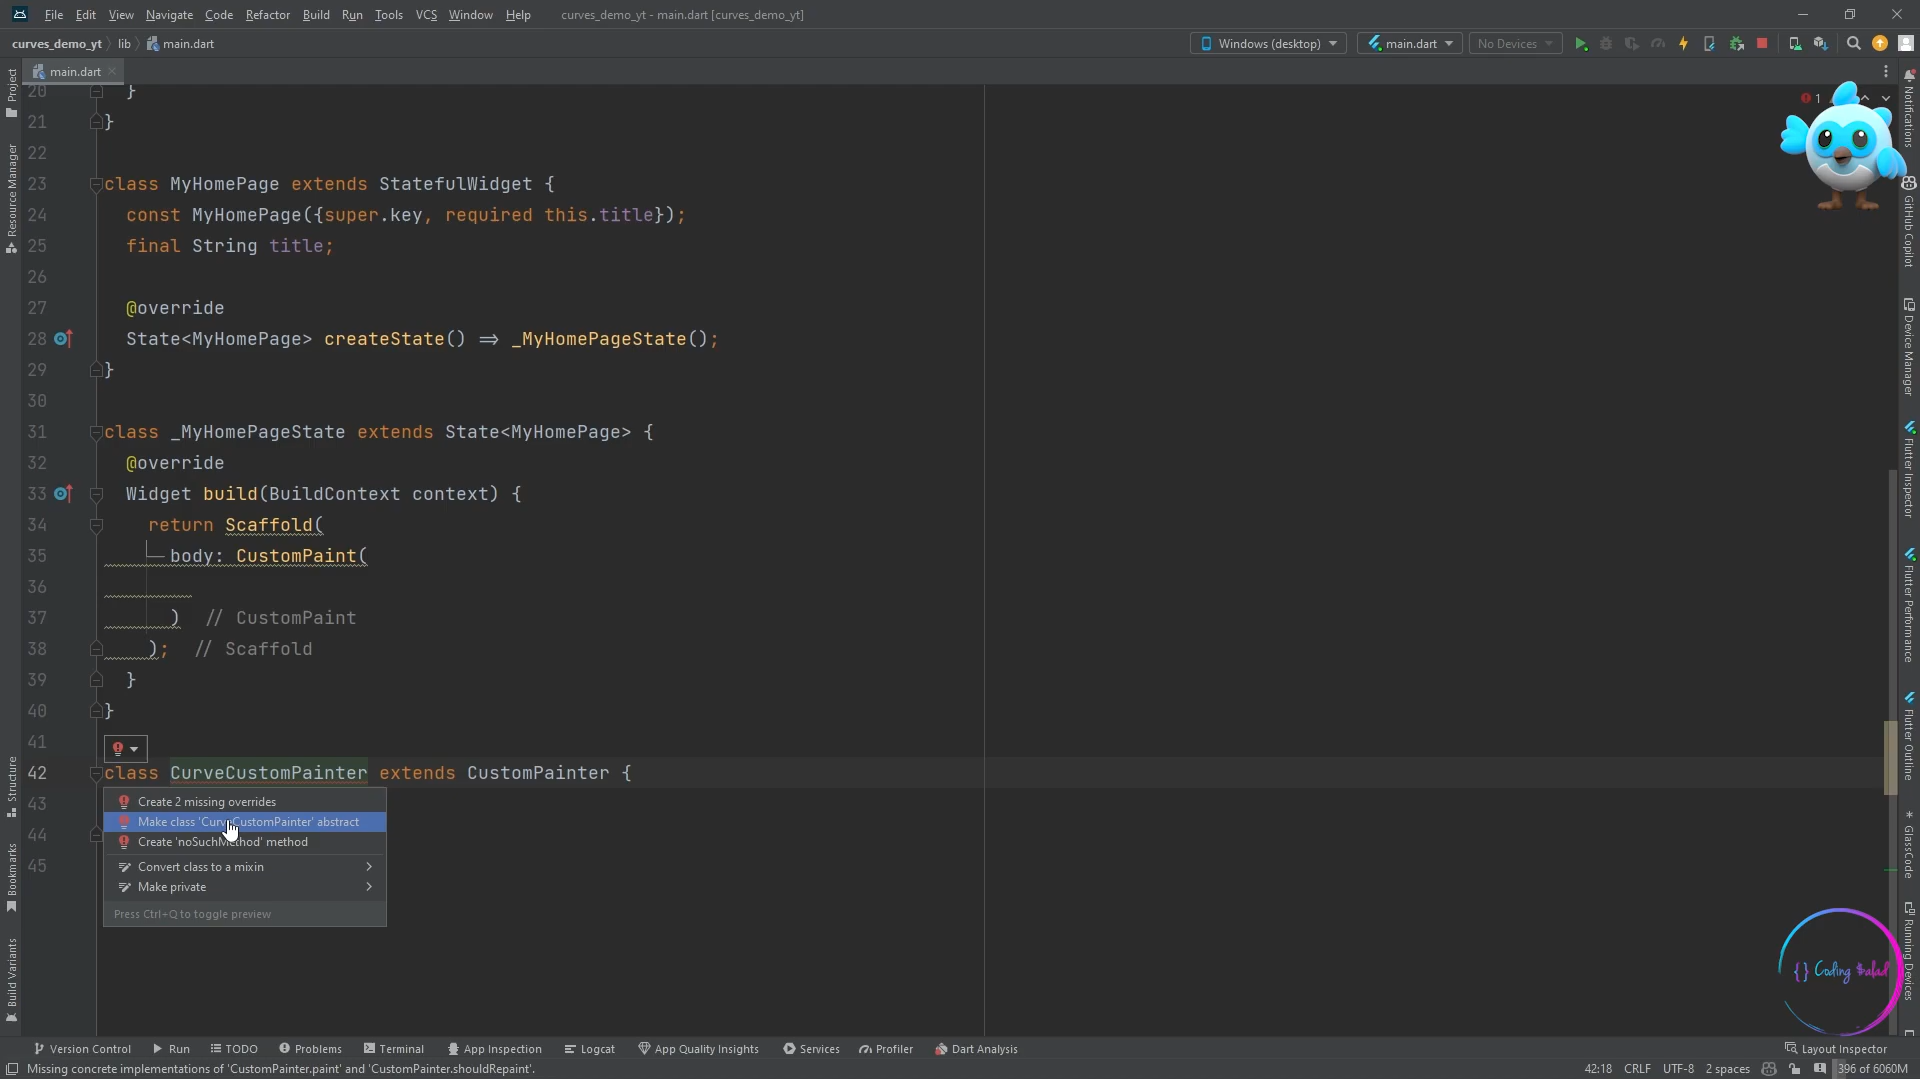 File Edit View Navigate Code Refactor Build Run Tools VCS Window Help curves_demo_yt - main.dart [curves_demo_yt]
curves_demo_yt lib main.dart Windows (desktop) main.dart No Devices
main.dart
Project
Resource Manager
Structure
Bookmarks
Build Variants
20 }
21 }
22
23 class MyHomePage extends StatefulWidget {
24 const MyHomePage({super.key, required this.title});
25 final String title;
26
27 @override
28 State<MyHomePage> createState() => _MyHomePageState();
29 }
30
31 class _MyHomePageState extends State<MyHomePage> {
32 @override
33 Widget build(BuildContext context) {
34 return Scaffold(
35 body: CustomPaint(
36
37 ) // CustomPaint
38 ); // Scaffold
39 }
40 }
41
42 class CurveCustomPainter extends CustomPainter {
43
44
45
Create 2 missing overrides
Make class 'CurveCustomPainter' abstract
Create 'noSuchMethod' method
Convert class to a mixin
Make private
Press Ctrl+Q to toggle preview
1
Notifications
GitHub Copilot
Device Manager
Flutter Inspector
Flutter Performance
Flutter Outline
GlassCode
Running Devices
{} Coding Salad
Version Control Run TODO Problems Terminal App Inspection Logcat App Quality Insights Services Profiler Dart Analysis Layout Inspector
Missing concrete implementations of 'CustomPainter.paint' and 'CustomPainter.shouldRepaint'. 42:18 CRLF UTF-8 2 spaces 396 of 6060M